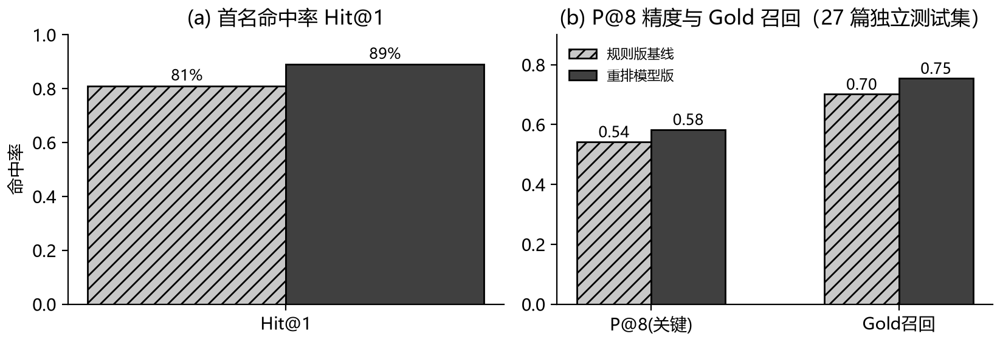 (a) 首名命中率 Hit@1
命中率
1.0
0.8
0.6
0.4
0.2
0.0
81%
89%
Hit@1
(b) P@8 精度与 Gold 召回（27 篇独立测试集）
规则版基线
重排模型版
0.8
0.6
0.4
0.2
0.0
0.54
0.58
0.70
0.75
P@8(关键)
Gold召回